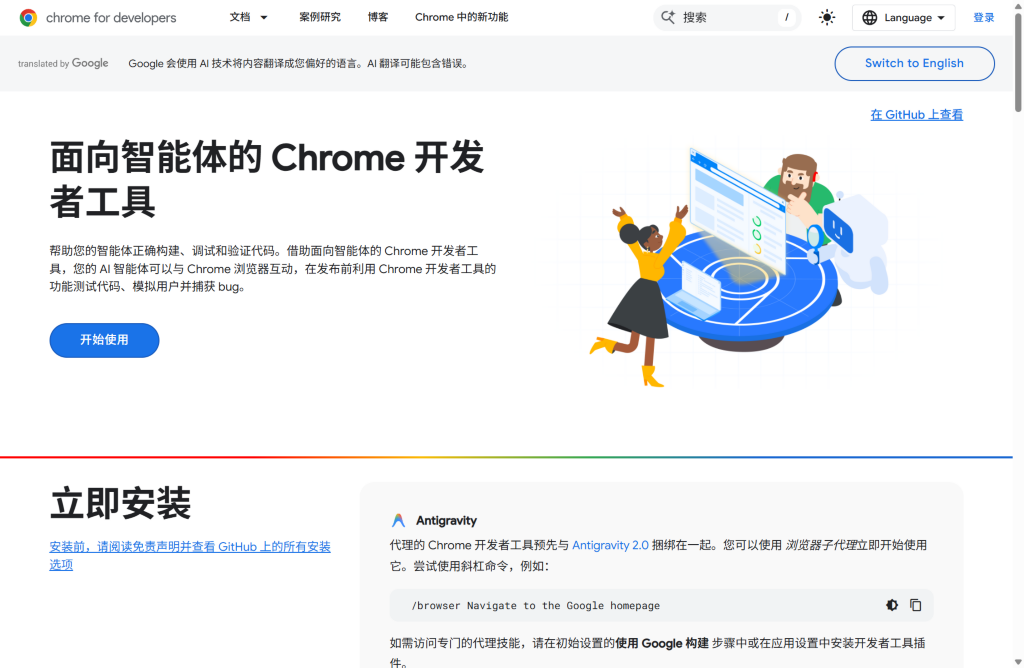 chrome for developers
文档
案例研究
博客
Chrome 中的新功能
搜索
/
Language
登录
translated by Google
Google 会使用 AI 技术将内容翻译成您偏好的语言。AI 翻译可能包含错误。
Switch to English
在 GitHub 上查看
面向智能体的 Chrome 开发
者工具
帮助您的智能体正确构建、调试和验证代码。借助面向智能体的 Chrome 开发者工
具，您的 AI 智能体可以与 Chrome 浏览器互动，在发布前利用 Chrome 开发者工具的
功能测试代码、模拟用户并捕获 bug。
开始使用
立即安装
安装前，请阅读免责声明并查看 GitHub 上的所有安装
选项
Antigravity
代理的 Chrome 开发者工具预先与 Antigravity 2.0 捆绑在一起。您可以使用 浏览器子代理立即开始使用
它。尝试使用斜杠命令，例如：
/browser Navigate to the Google homepage
如需访问专门的代理技能，请在初始设置的使用 Google 构建 步骤中或在应用设置中安装开发者工具插
件。